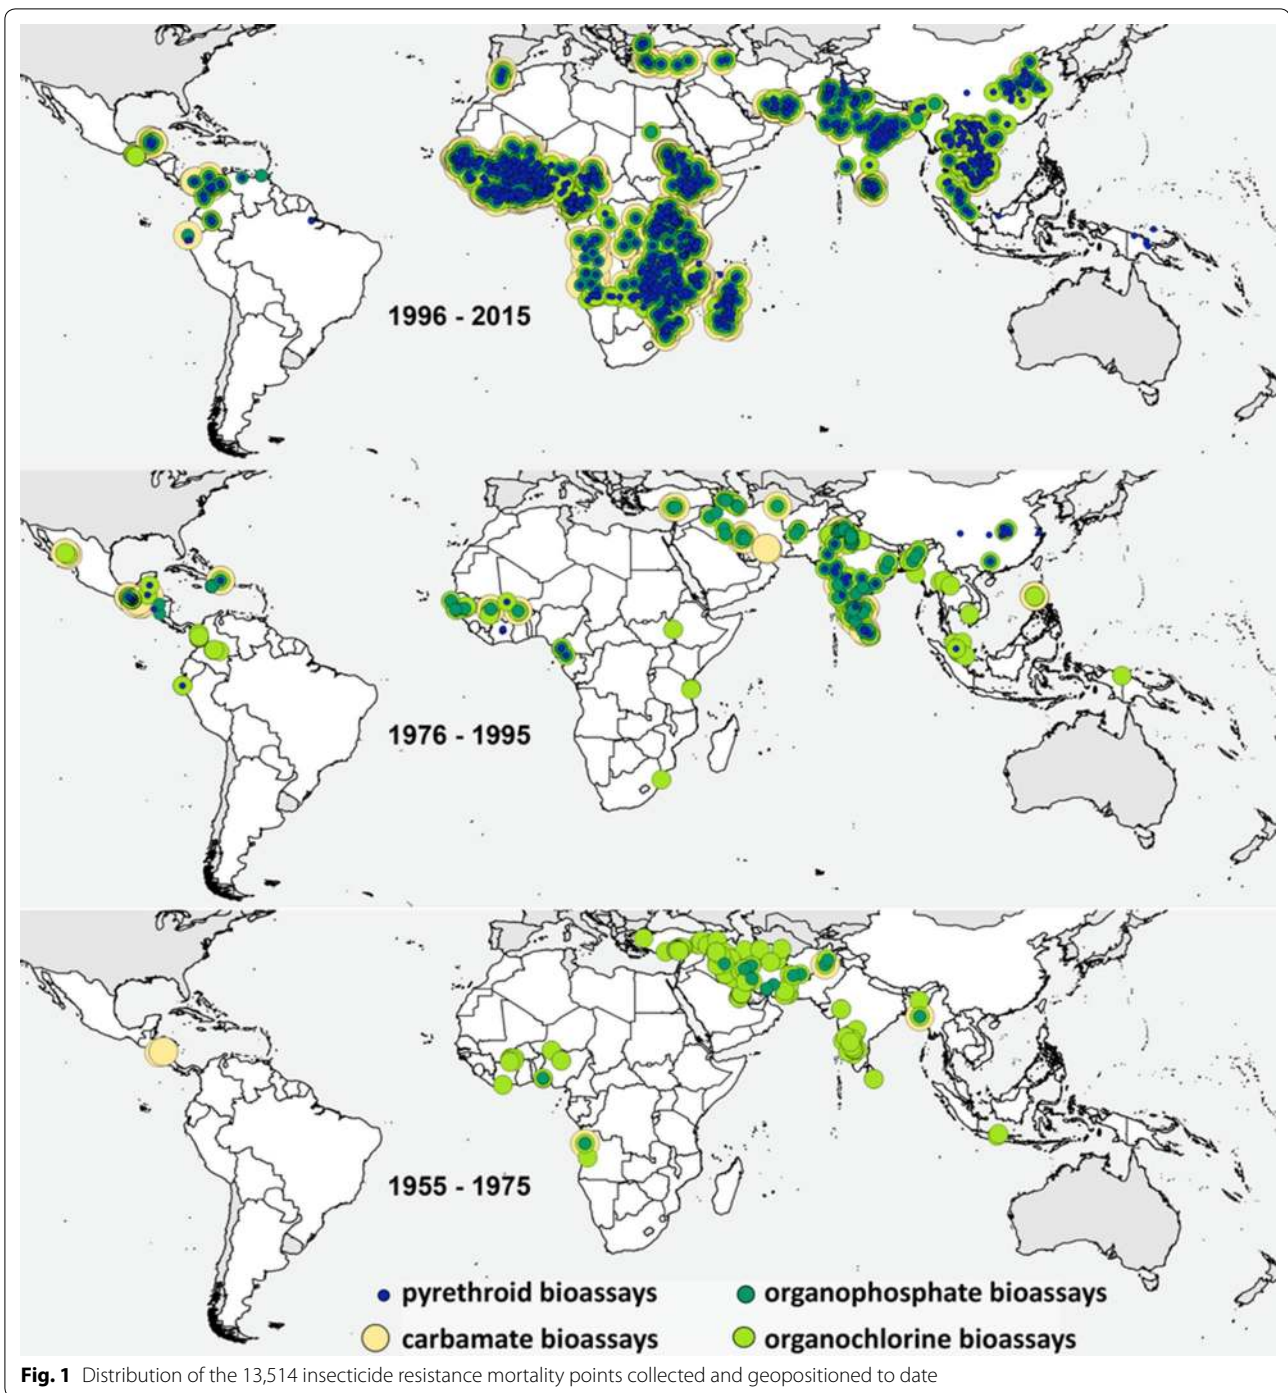 1996 - 2015
1976 - 1995
1955 - 1975
pyrethroid bioassays
organophosphate bioassays
carbamate bioassays
organochlorine bioassays
Fig. 1 Distribution of the 13,514 insecticide resistance mortality points collected and geopositioned to date